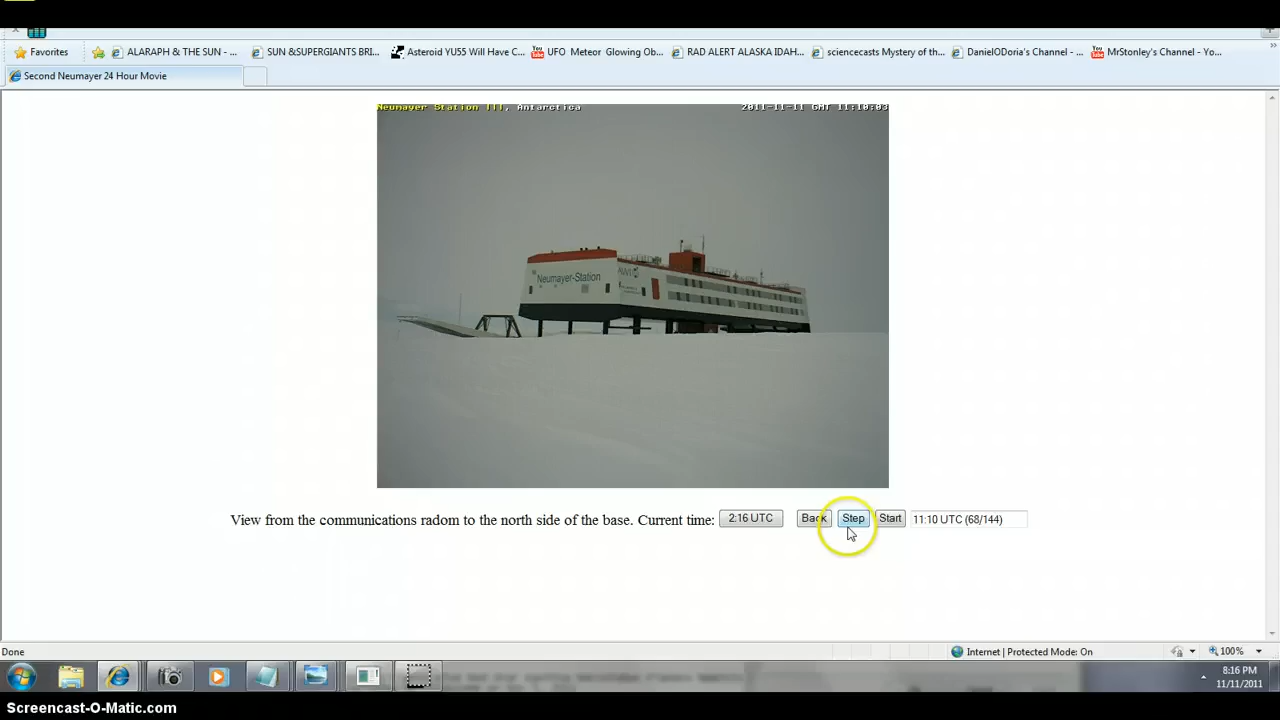 Favorites ALARAPH & THE SUN - ... SUN &SUPERGIANTS BRI... Asteroid YU55 Will Have C... UFO Meteor Glowing Ob... RAD ALERT ALASKA IDAH... sciencecasts Mystery of th... DanielODoria's Channel - ... MrStonley's Channel - Yo...
Second Neumayer 24 Hour Movie
Neumayer Station III, Antarctica 2011-11-11 GMT 11:10:03
Neumayer-Station
View from the communications radom to the north side of the base. Current time: 2:16 UTC Back Step Start 11:10 UTC (68/144)
Done Internet | Protected Mode: On 100%
8:16 PM
11/11/2011
Screencast-O-Matic.com